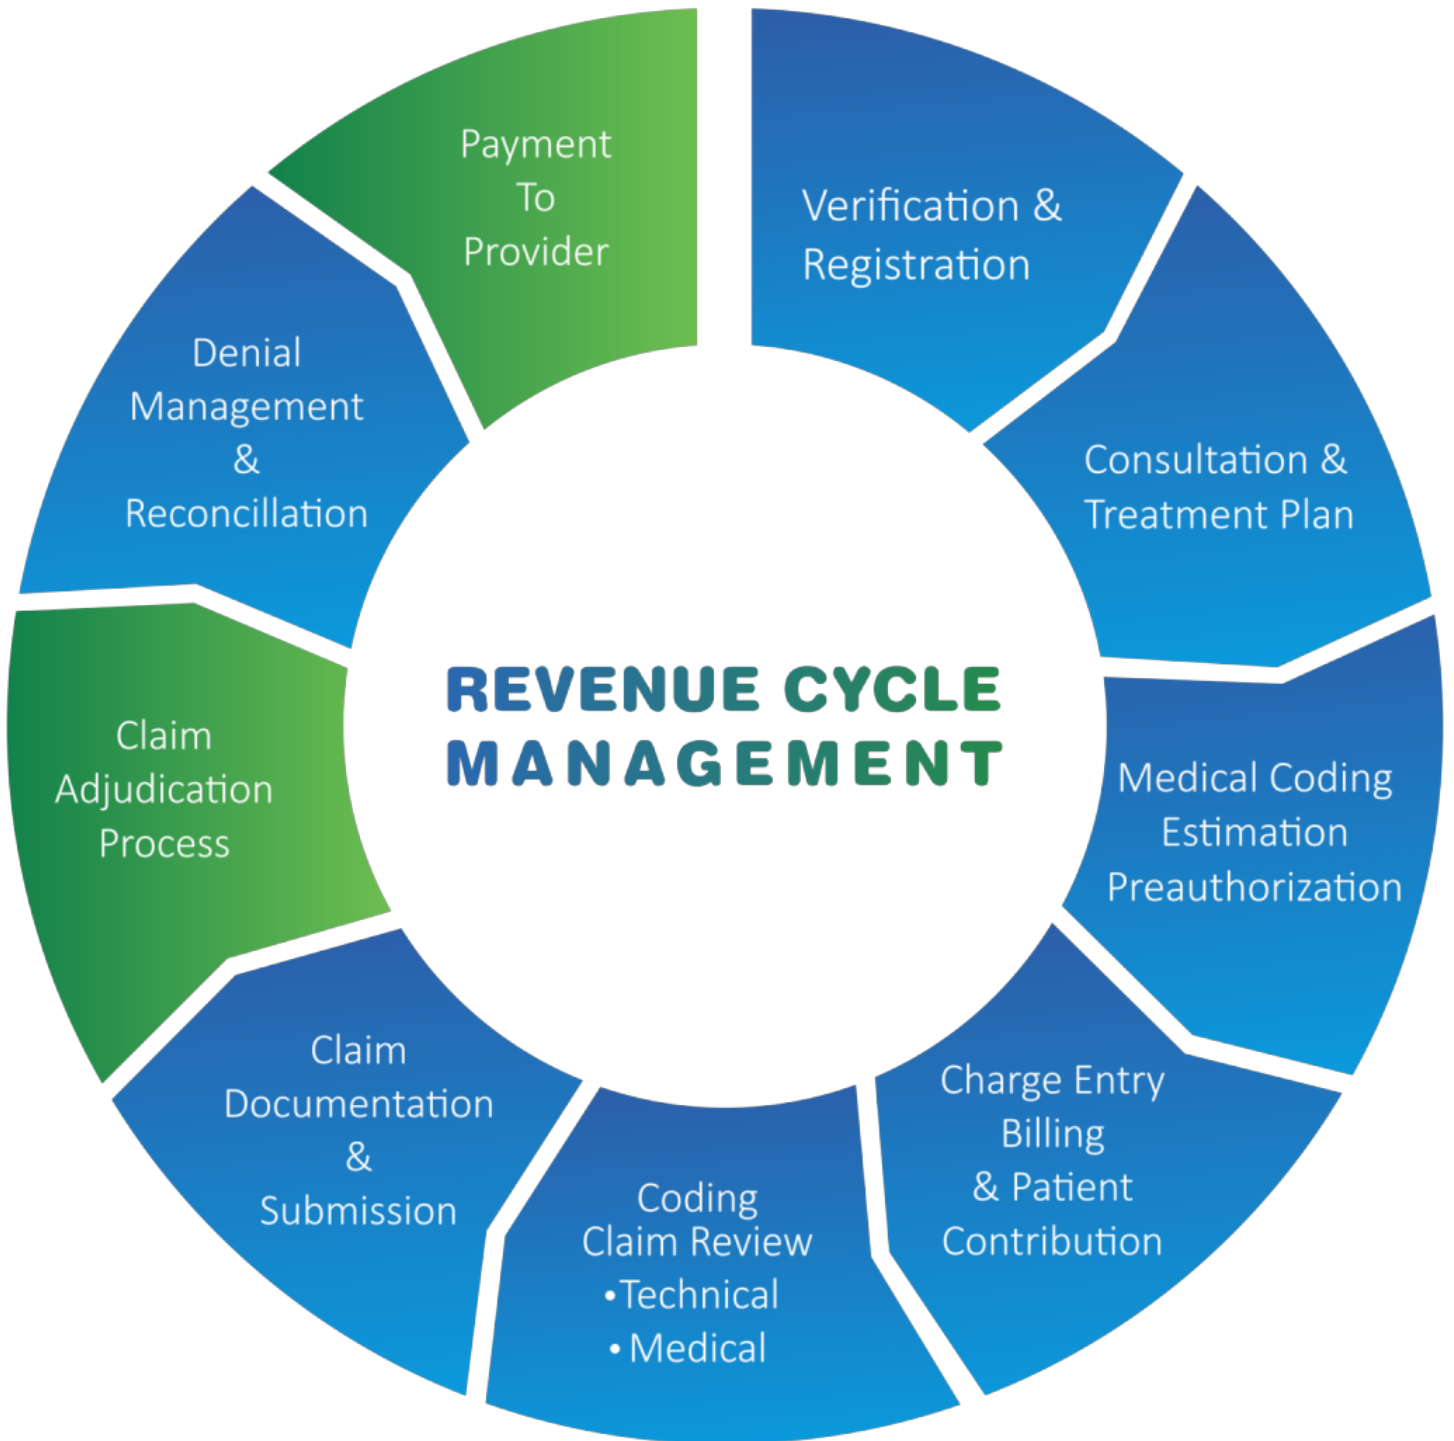 REVENUE CYCLE
MANAGEMENT
Verification &
Registration
Consultation &
Treatment Plan
Medical Coding
Estimation
Preauthorization
Charge Entry
Billing
& Patient
Contribution
Coding
Claim Review
•Technical
• Medical
Claim
Documentation
&
Submission
Claim
Adjudication
Process
Denial
Management
&
Reconcillation
Payment
To
Provider